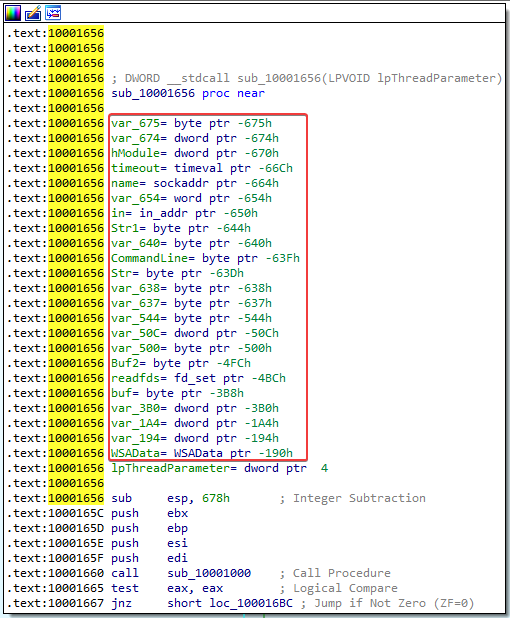 .text:10001656
.text:10001656
.text:10001656
.text:10001656 ; DWORD __stdcall sub_10001656(LPVOID lpThreadParameter)
.text:10001656 sub_10001656 proc near
.text:10001656
.text:10001656 var_675= byte ptr -675h
.text:10001656 var_674= dword ptr -674h
.text:10001656 hModule= dword ptr -670h
.text:10001656 timeout= timeval ptr -66Ch
.text:10001656 name= sockaddr ptr -664h
.text:10001656 var_654= word ptr -654h
.text:10001656 in= in_addr ptr -650h
.text:10001656 Str1= byte ptr -644h
.text:10001656 var_640= byte ptr -640h
.text:10001656 CommandLine= byte ptr -63Fh
.text:10001656 Str= byte ptr -63Dh
.text:10001656 var_638= byte ptr -638h
.text:10001656 var_637= byte ptr -637h
.text:10001656 var_544= byte ptr -544h
.text:10001656 var_50C= dword ptr -50Ch
.text:10001656 var_500= byte ptr -500h
.text:10001656 Buf2= byte ptr -4FCh
.text:10001656 readfds= fd_set ptr -4BCh
.text:10001656 buf= byte ptr -3B8h
.text:10001656 var_3B0= dword ptr -3B0h
.text:10001656 var_1A4= dword ptr -1A4h
.text:10001656 var_194= dword ptr -194h
.text:10001656 WSAData= WSAData ptr -190h
.text:10001656 lpThreadParameter= dword ptr  4
.text:10001656
.text:10001656 sub     esp, 678h       ; Integer Subtraction
.text:1000165C push    ebx
.text:1000165D push    ebp
.text:1000165E push    esi
.text:1000165F push    edi
.text:10001660 call    sub_10001000    ; Call Procedure
.text:10001665 test    eax, eax        ; Logical Compare
.text:10001667 jnz     short loc_100016BC ; Jump if Not Zero (ZF=0)